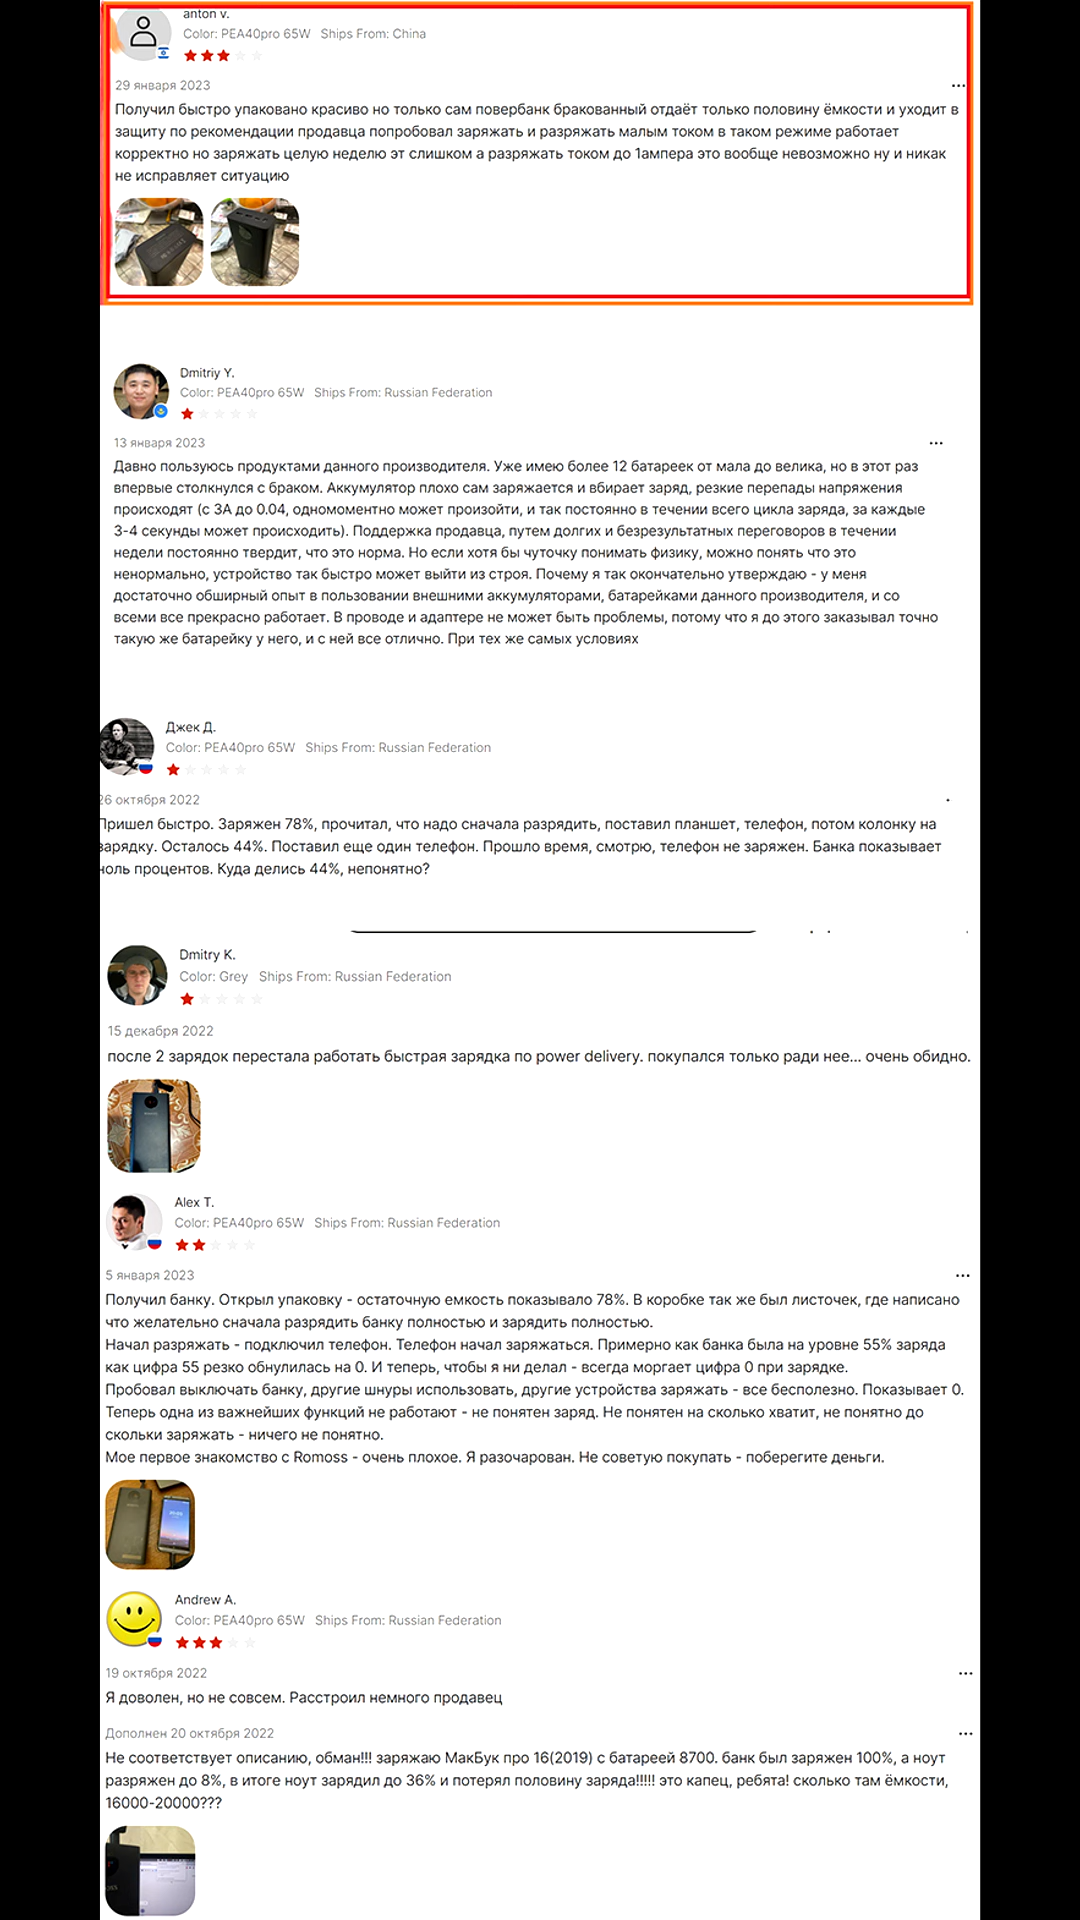 anton v.
Color: PEA40pro 65W Ships From: China
29 января 2023
Получил быстро упаковано красиво но только сам повербанк бракованный отдаёт только половину ёмкости и уходит в
защиту по рекомендации продавца попробовал заряжать и разряжать малым током в таком режиме работает
корректно но заряжать целую неделю эт слишком а разряжать током до 1ампера это вообще невозможно ну и никак
не исправляет ситуацию
Dmitriy Y.
Color: PEA40pro 65W Ships From: Russian Federation
13 января 2023
Давно пользуюсь продуктами данного производителя. Уже имею более 12 батареек от мала до велика, но в этот раз
впервые столкнулся с браком. Аккумулятор плохо сам заряжается и вбирает заряд, резкие перепады напряжения
происходят (с 3А до 0.04, одномоментно может произойти, и так постоянно в течении всего цикла заряда, за каждые
3-4 секунды может происходить). Поддержка продавца, путем долгих и безрезультатных переговоров в течении
недели постоянно твердит, что это норма. Но если хотя бы чуточку понимать физику, можно понять что это
ненормально, устройство так быстро может выйти из строя. Почему я так окончательно утверждаю - у меня
достаточно обширный опыт в пользовании внешними аккумуляторами, батарейками данного производителя, и со
всеми все прекрасно работает. В проводе и адаптере не может быть проблемы, потому что я до этого заказывал точно
такую же батарейку у него, и с ней все отлично. При тех же самых условиях
Джек Д.
Color: PEA40pro 65W Ships From: Russian Federation
26 октября 2022
Пришел быстро. Заряжен 78%, прочитал, что надо сначала разрядить, поставил планшет, телефон, потом колонку на
зарядку. Осталось 44%. Поставил еще один телефон. Прошло время, смотрю, телефон не заряжен. Банка показывает
ноль процентов. Куда делись 44%, непонятно?
Dmitry K.
Color: Grey Ships From: Russian Federation
15 декабря 2022
после 2 зарядок перестала работать быстрая зарядка по power delivery. покупался только ради нее... очень обидно.
Alex T.
Color: PEA40pro 65W Ships From: Russian Federation
5 января 2023
Получил банку. Открыл упаковку - остаточную емкость показывало 78%. В коробке так же был листочек, где написано
что желательно сначала разрядить банку полностью и зарядить полностью.
Начал разряжать - подключил телефон. Телефон начал заряжаться. Примерно как банка была на уровне 55% заряда
как цифра 55 резко обнулилась на 0. И теперь, чтобы я ни делал - всегда моргает цифра 0 при зарядке.
Пробовал выключать банку, другие шнуры использовать, другие устройства заряжать - все бесполезно. Показывает 0.
Теперь одна из важнейших функций не работают - не понятен заряд. Не понятен на сколько хватит, не понятно до
скольки заряжать - ничего не понятно.
Мое первое знакомство с Romoss - очень плохое. Я разочарован. Не советую покупать - поберегите деньги.
Andrew A.
Color: PEA40pro 65W Ships From: Russian Federation
19 октября 2022
Я доволен, но не совсем. Расстроил немного продавец
Дополнен 20 октября 2022
Не соответствует описанию, обман!!! заряжаю МакБук про 16(2019) с батареей 8700. банк был заряжен 100%, а ноут
разряжен до 8%, в итоге ноут зарядил до 36% и потерял половину заряда!!!!! это капец, ребята! сколько там ёмкости,
16000-20000???